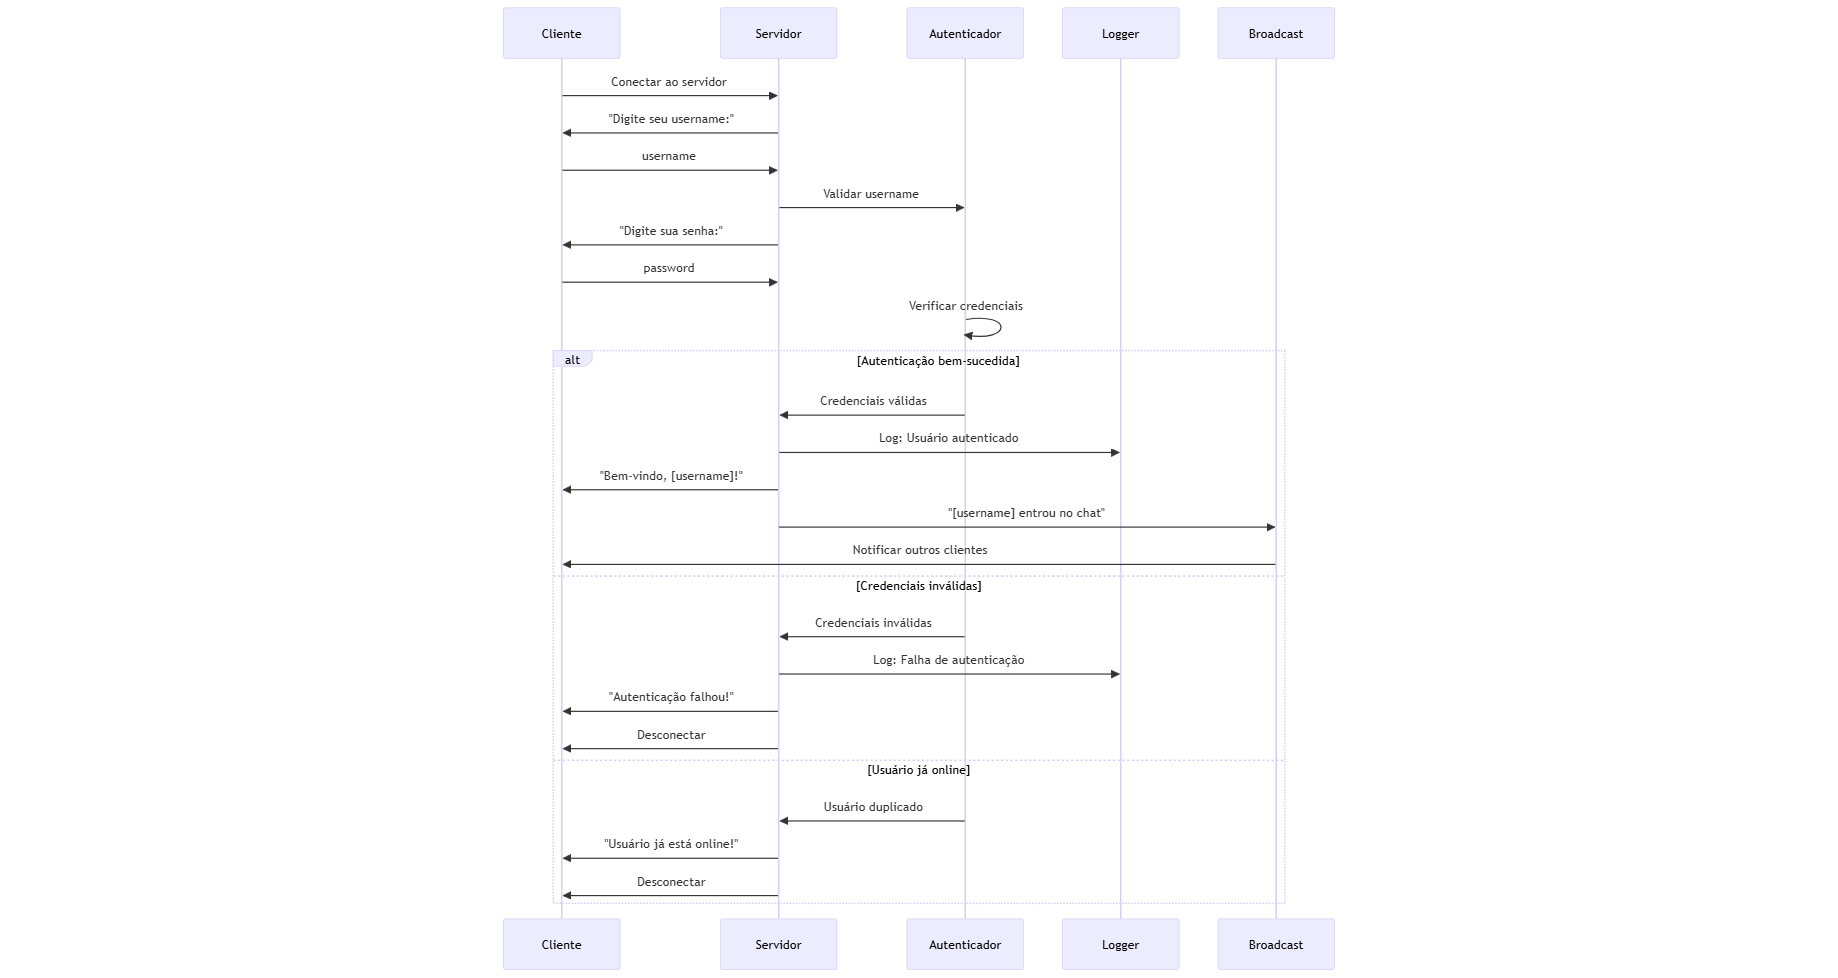 Cliente
Servidor
Autenticador
Logger
Broadcast
Conectar ao servidor
"Digite seu username:"
username
Validar username
"Digite sua senha:"
password
Verificar credenciais
alt
[Autenticação bem-sucedida]
Credenciais válidas
Log: Usuário autenticado
"Bem-vindo, [username]!"
"[username] entrou no chat"
Notificar outros clientes
[Credenciais inválidas]
Credenciais inválidas
Log: Falha de autenticação
"Autenticação falhou!"
Desconectar
[Usuário já online]
Usuário duplicado
"Usuário já está online!"
Desconectar
Cliente
Servidor
Autenticador
Logger
Broadcast